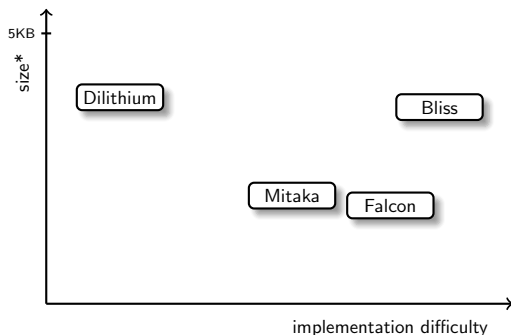 5KB
size*
Dilithium
Bliss
Mitaka
Falcon
implementation difficulty